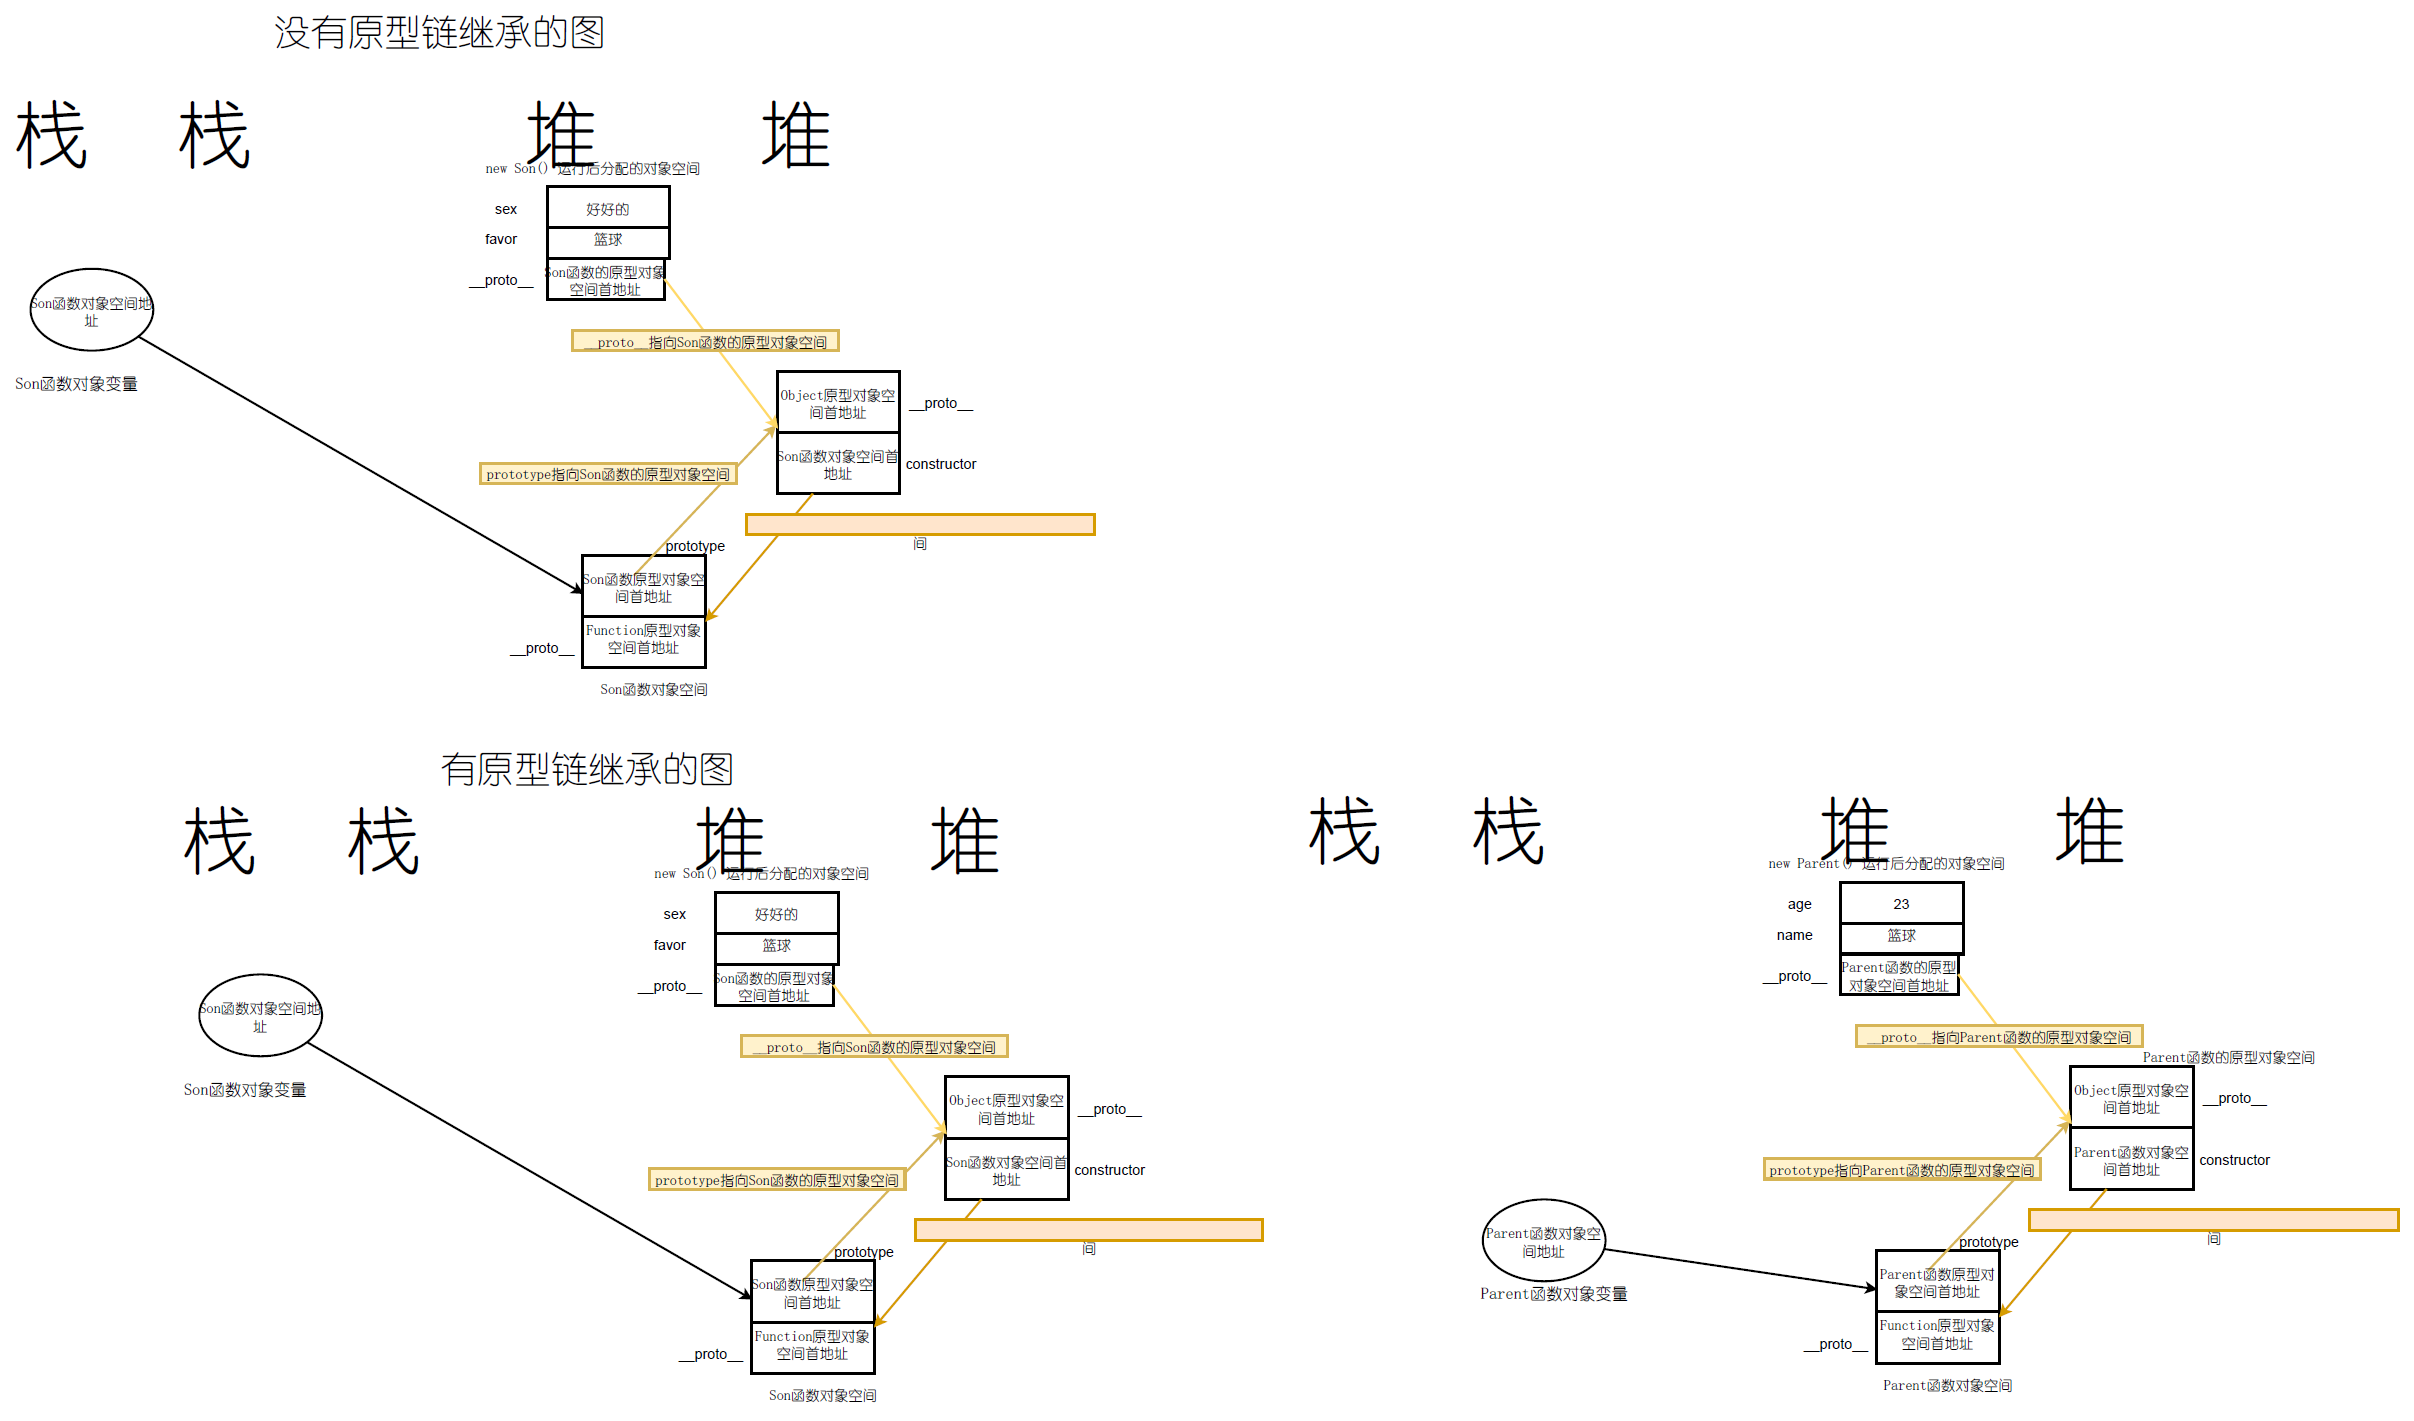 没有原型链继承的图
栈
栈
堆
堆
new Son() 运行后分配的对象空间
sex
好好的
favor
篮球
__proto__
Son函数的原型对象
空间首地址
Son函数对象空间地
址
Son函数对象变量
__proto__指向Son函数的原型对象空间
Object原型对象空
间首地址
__proto__
Son函数对象空间首
地址
constructor
prototype指向Son函数的原型对象空间
间
prototype
Son函数原型对象空
间首地址
Function原型对象
空间首地址
__proto__
Son函数对象空间
有原型链继承的图
栈
栈
堆
堆
new Son() 运行后分配的对象空间
sex
好好的
favor
篮球
__proto__
Son函数的原型对象
空间首地址
Son函数对象空间地
址
Son函数对象变量
__proto__指向Son函数的原型对象空间
Object原型对象空
间首地址
__proto__
Son函数对象空间首
地址
constructor
prototype指向Son函数的原型对象空间
间
prototype
Son函数原型对象空
间首地址
Function原型对象
空间首地址
__proto__
Son函数对象空间
栈
栈
堆
堆
new Parent() 运行后分配的对象空间
age
23
name
篮球
__proto__
Parent函数的原型
对象空间首地址
__proto__指向Parent函数的原型对象空间
Parent函数的原型对象空间
Object原型对象空
间首地址
__proto__
Parent函数对象空
间首地址
constructor
prototype指向Parent函数的原型对象空间
间
Parent函数对象空
间地址
Parent函数对象变量
prototype
Parent函数原型对
象空间首地址
Function原型对象
空间首地址
__proto__
Parent函数对象空间